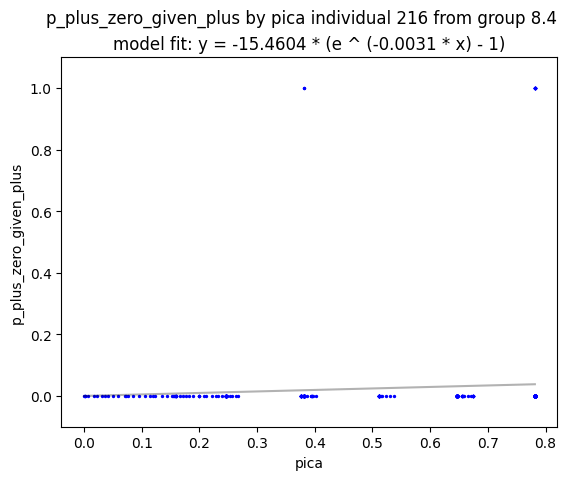 p_plus_zero_given_plus by pica individual 216 from group 8.4
model fit: y = -15.4604 * (e ^ (-0.0031 * x) - 1)
p_plus_zero_given_plus
1.0
0.8
0.6
0.4
0.2
0.0
0.0 0.1 0.2 0.3 0.4 0.5 0.6 0.7 0.8
pica